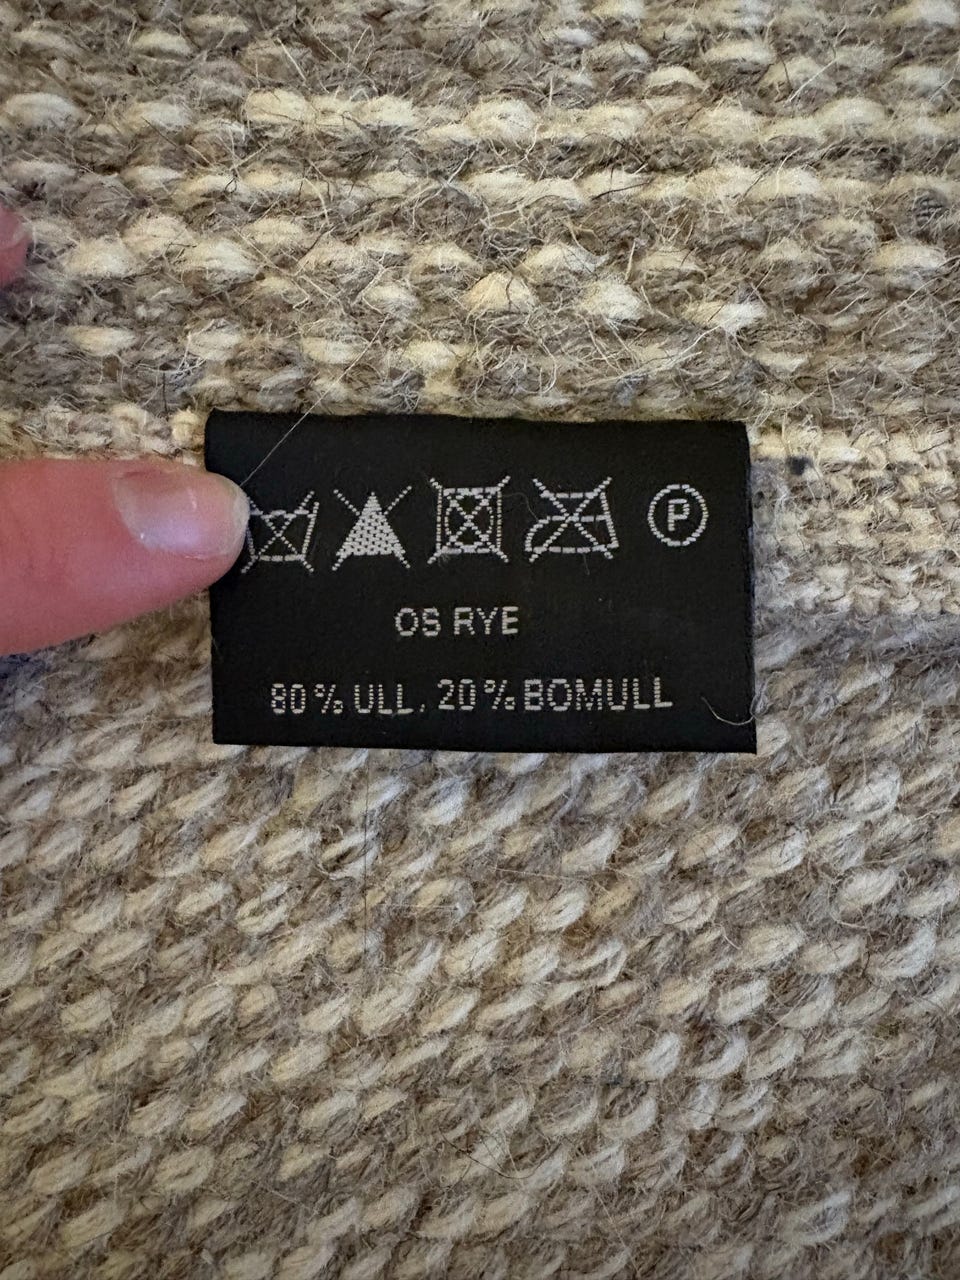 P
OS RYE
80% ULL, 20% BOMULL